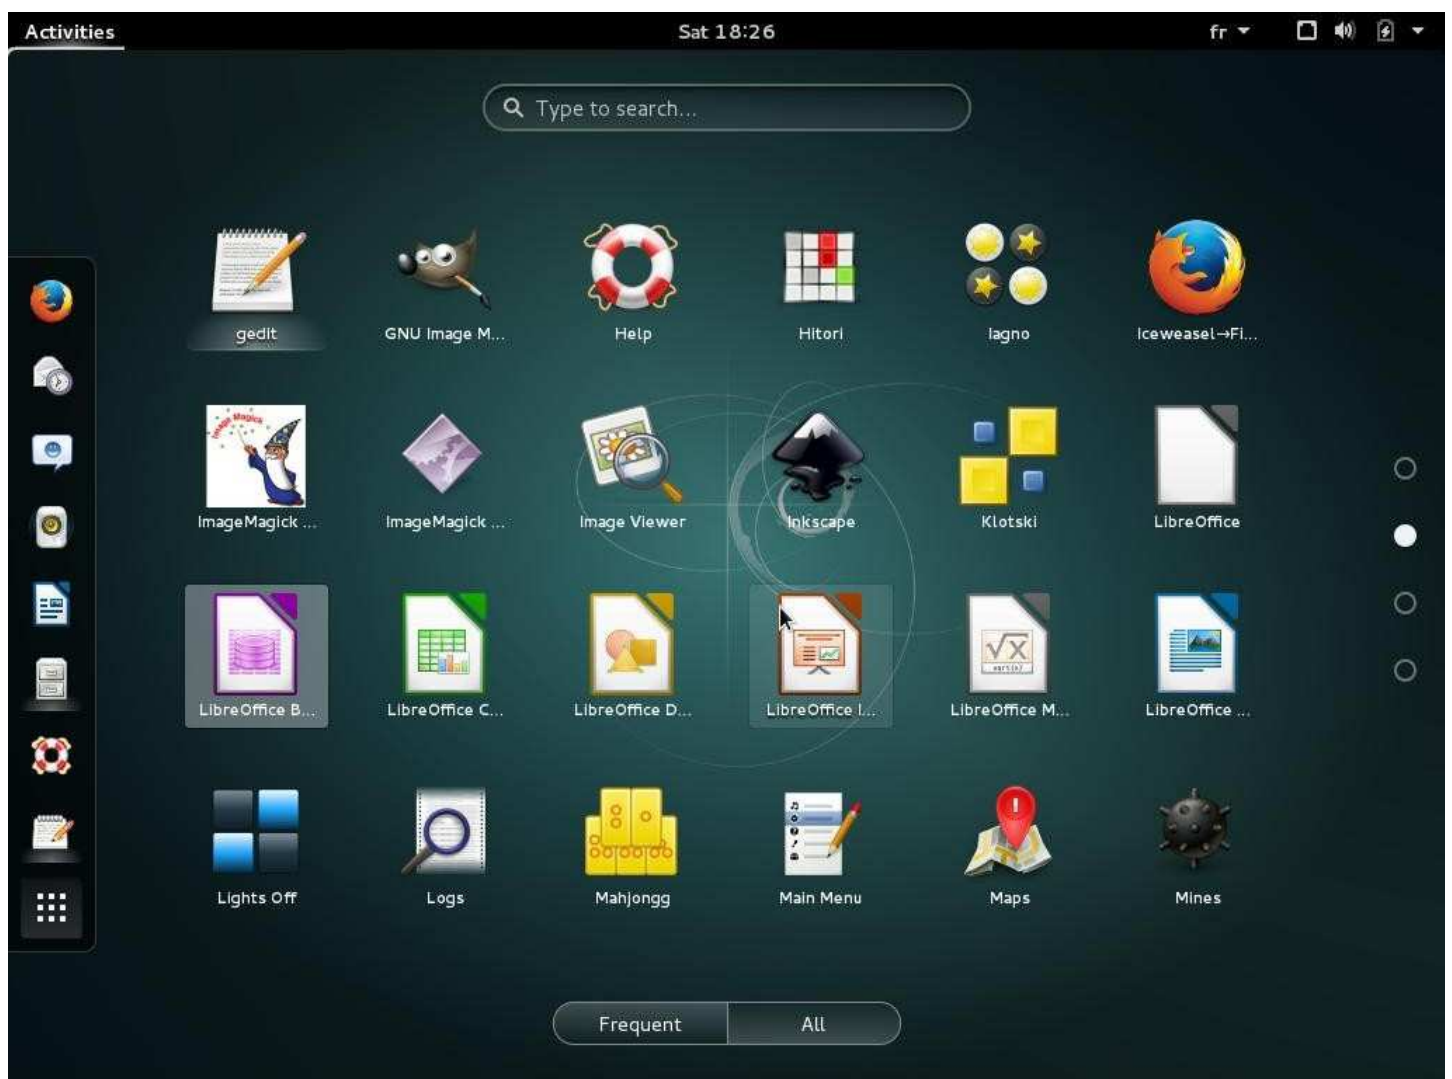 Activities
Sat 18:26
fr
Type to search...
gedit
GNU Image M...
Help
Hitori
Iagno
Iceweasel→Fi...
Image Magick
ImageMagick ...
ImageMagick ...
Image Viewer
Inkscape
Klotski
LibreOffice
LibreOffice B...
LibreOffice C...
LibreOffice D...
LibreOffice I...
LibreOffice M...
LibreOffice ...
Lights Off
Logs
Mahjongg
Main Menu
Maps
Mines
Frequent
All